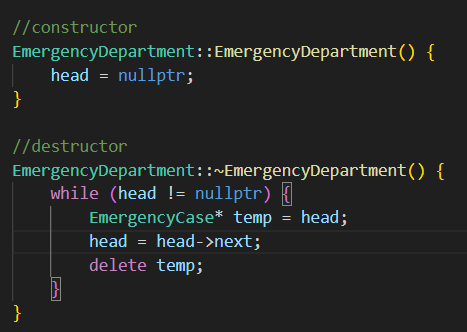 //constructor
EmergencyDepartment::EmergencyDepartment() {
    head = nullptr;
}

//destructor
EmergencyDepartment::~EmergencyDepartment() {
    while (head != nullptr) {
        EmergencyCase* temp = head;
        head = head->next;
        delete temp;
    }
}